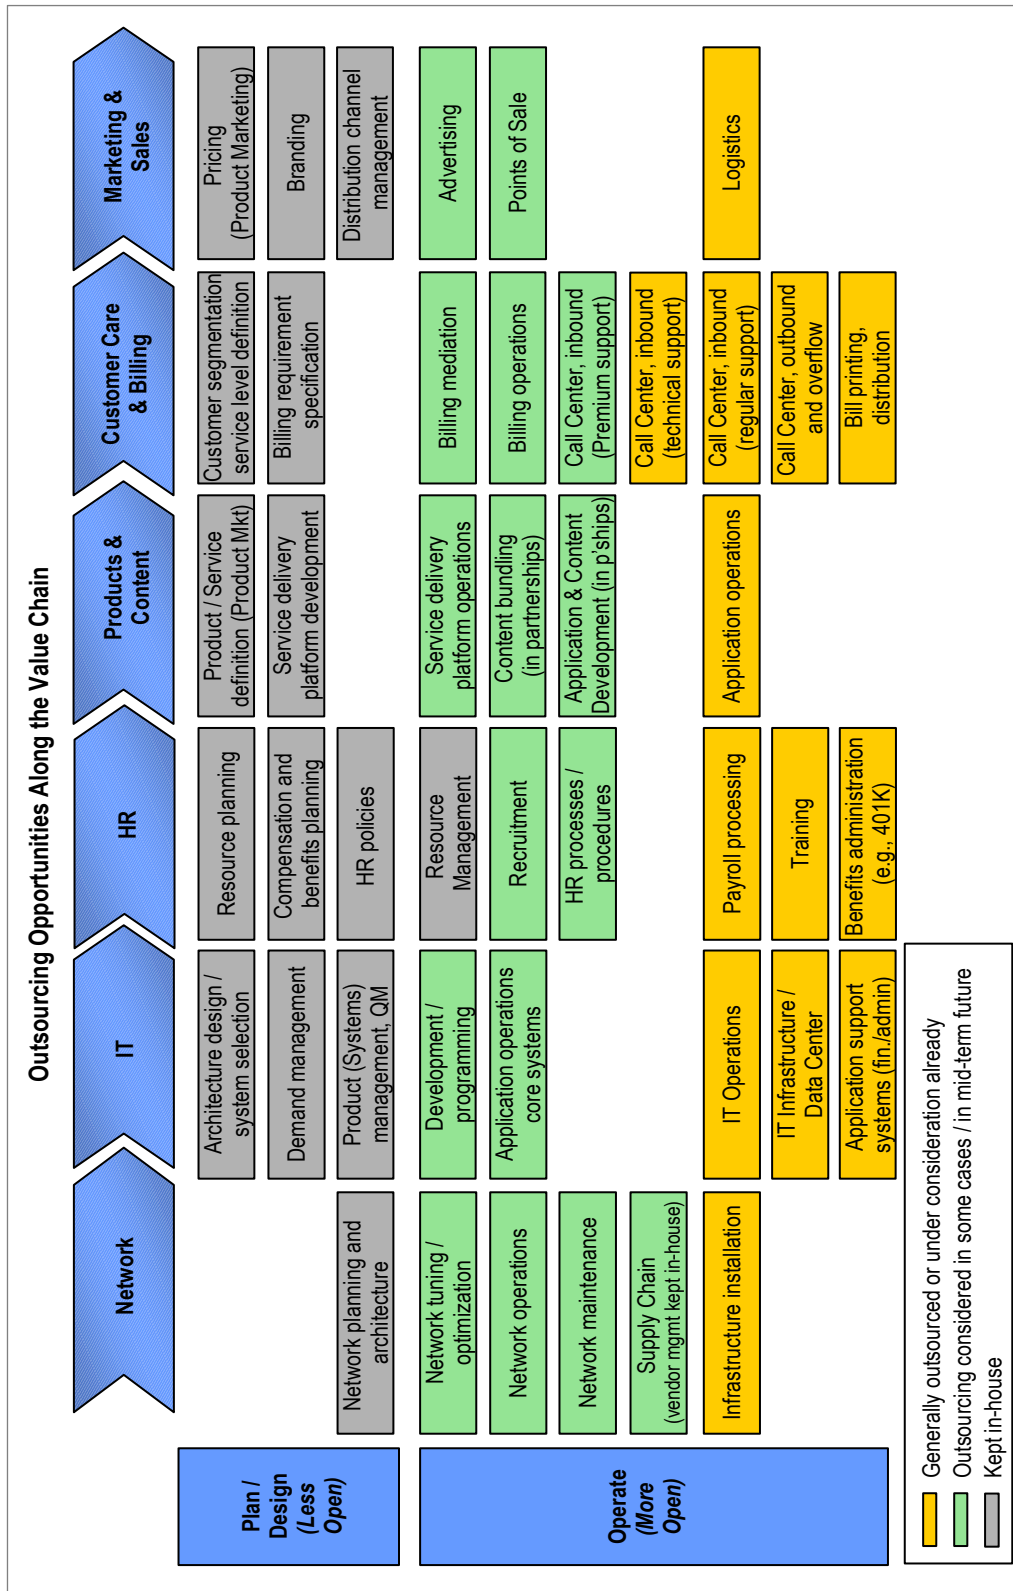 Outsourcing Opportunities Along the Value Chain
Network
IT
HR
Products &
Content
Customer Care
& Billing
Marketing &
Sales
Plan /
Design
(Less
Open)
Network planning and
architecture
Architecture design /
system selection
Demand management
Product (Systems)
management, QM
Resource planning
Compensation and
benefits planning
HR policies
Product / Service
definition (Product Mkt)
Service delivery
platform development
Customer segmentation
service level definition
Billing requirement
specification
Pricing
(Product Marketing)
Branding
Distribution channel
management
Operate
(More
Open)
Network tuning /
optimization
Network operations
Network maintenance
Supply Chain
(vendor mgmt kept in-house)
Infrastructure installation
Development /
programming
Application operations
core systems
IT Operations
IT Infrastructure /
Data Center
Application support
systems (fin./admin)
Resource
Management
Recruitment
HR processes /
procedures
Payroll processing
Training
Benefits administration
(e.g., 401K)
Service delivery
platform operations
Content bundling
(in partnerships)
Application & Content
Development (in p'ships)
Application operations
Billing mediation
Billing operations
Call Center, inbound
(Premium support)
Call Center, inbound
(technical support)
Call Center, inbound
(regular support)
Call Center, outbound
and overflow
Bill printing,
distribution
Advertising
Points of Sale
Logistics
Generally outsourced or under consideration already
Outsourcing considered in some cases / in mid-term future
Kept in-house